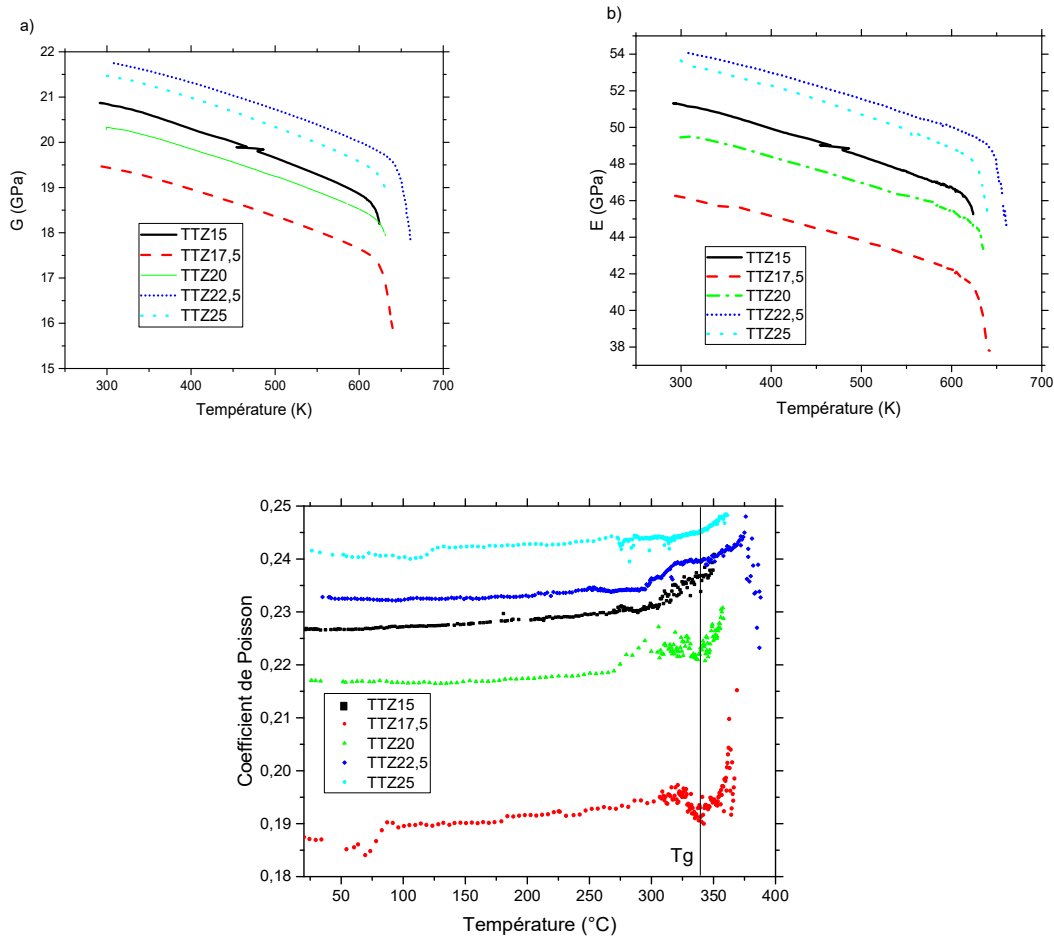 a)
G (GPa)
22
21
20
19
18
17
16
15
300 400 500 600 700
Température (K)
TTZ15
TTZ17,5
TTZ20
TTZ22,5
TTZ25
b)
E (GPa)
54
52
50
48
46
44
42
40
38
300 400 500 600 700
Température (K)
TTZ15
TTZ17,5
TTZ20
TTZ22,5
TTZ25
Coefficient de Poisson
0,25
0,24
0,23
0,22
0,21
0,20
0,19
0,18
50 100 150 200 250 300 350 400
Température (°C)
TTZ15
TTZ17,5
TTZ20
TTZ22,5
TTZ25
Tg